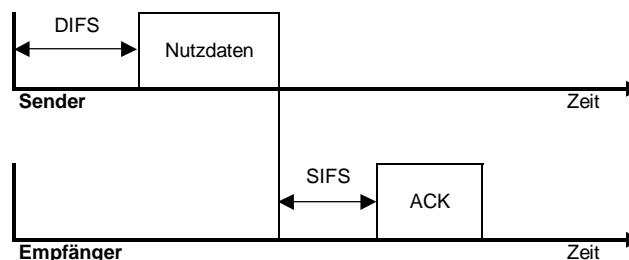 DIFS
Nutzdaten
Sender
Zeit
SIFS
ACK
Empfänger
Zeit